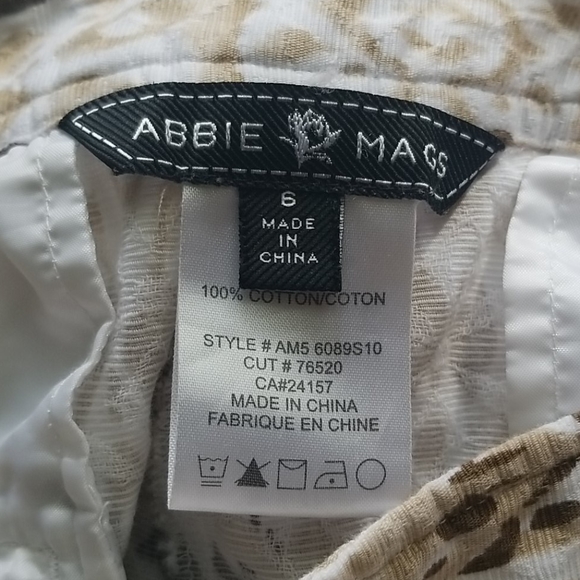 ABBIE MAGS
6
MADE
IN
CHINA
100% COTTON/COTON
STYLE # AM5 6089S10
CUT # 76520
CA#24157
MADE IN CHINA
FABRIQUE EN CHINE